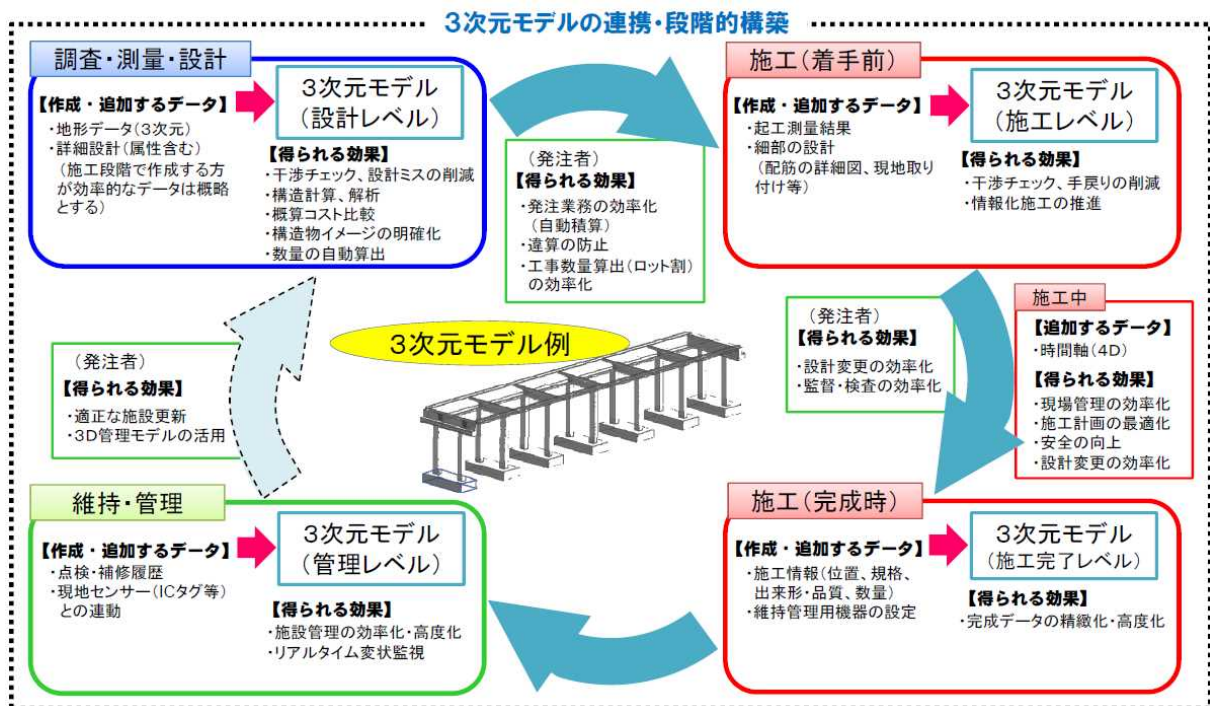 3次元モデルの連携・段階的構築
調査・測量・設計
【作成・追加するデータ】
・地形データ(3次元)
・詳細設計(属性含む)
(施工段階で作成する方
が効率的なデータは概略
とする)
3次元モデル
(設計レベル)
【得られる効果】
・干渉チェック、設計ミスの削減
・構造計算、解析
・概算コスト比較
・構造物イメージの明確化
・数量の自動算出
(発注者)
【得られる効果】
・発注業務の効率化
(自動積算)
・違算の防止
・工事数量算出(ロット割)
の効率化
施工(着手前)
【作成・追加するデータ】
・起工測量結果
・細部の設計
(配筋の詳細図、現地取り
付け等)
3次元モデル
(施工レベル)
【得られる効果】
・干渉チェック、手戻りの削減
・情報化施工の推進
(発注者)
【得られる効果】
・設計変更の効率化
・監督・検査の効率化
施工中
【追加するデータ】
・時間軸(4D)
【得られる効果】
・現場管理の効率化
・施工計画の最適化
・安全の向上
・設計変更の効率化
3次元モデル例
(発注者)
【得られる効果】
・適正な施設更新
・3D管理モデルの活用
維持・管理
【作成・追加するデータ】
・点検・補修履歴
・現地センサー(ICタグ等)
との連動
3次元モデル
(管理レベル)
【得られる効果】
・施設管理の効率化・高度化
・リアルタイム変状監視
施工(完成時)
【作成・追加するデータ】
・施工情報(位置、規格、
出来形・品質、数量)
・維持管理用機器の設定
3次元モデル
(施工完了レベル)
【得られる効果】
・完成データの精緻化・高度化